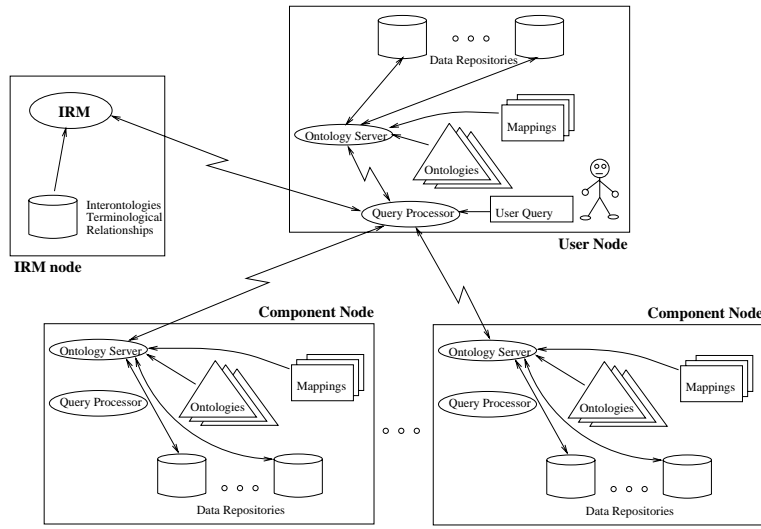 Data Repositories
IRM
Ontology Server
Mappings
Ontologies
Interontologies
Terminological
Relationships
Query Processor
User Query
User Node
IRM node
Component Node
Ontology Server
Mappings
Query Processor
Ontologies
Data Repositories
Component Node
Ontology Server
Mappings
Query Processor
Ontologies
Data Repositories